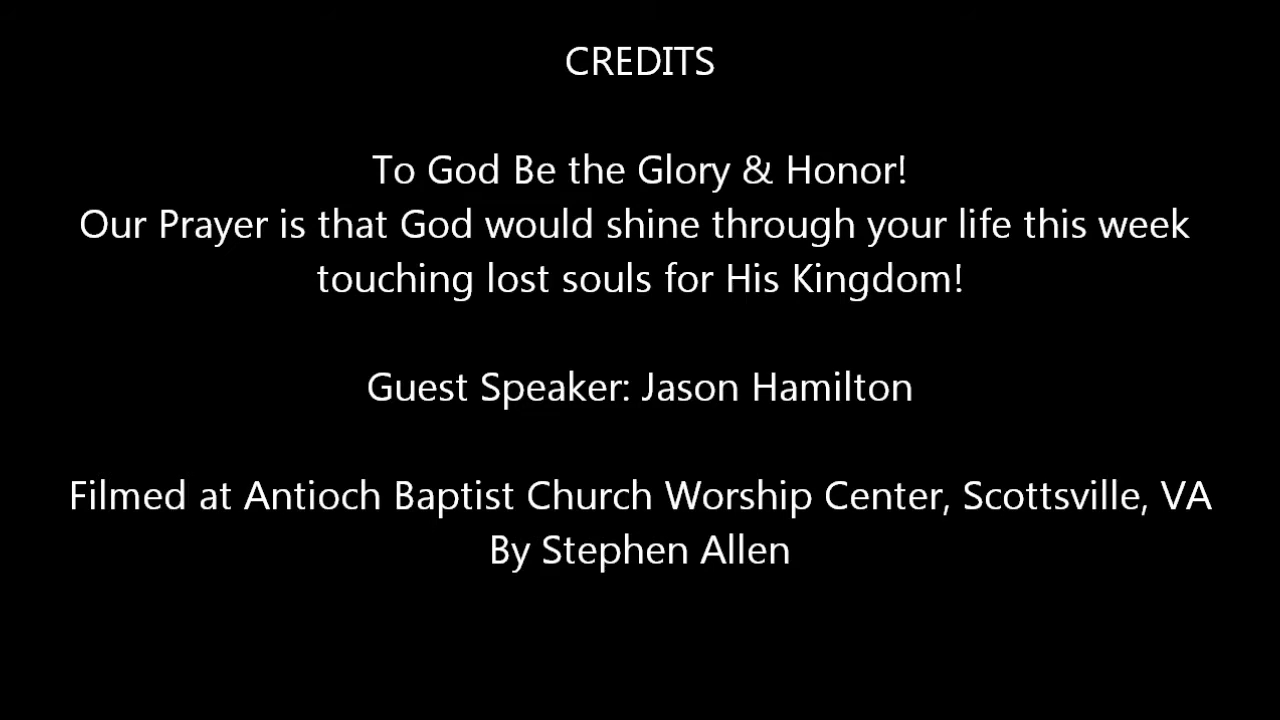 CREDITS
To God Be the Glory & Honor!
Our Prayer is that God would shine through your life this week
touching lost souls for His Kingdom!
Guest Speaker: Jason Hamilton
Filmed at Antioch Baptist Church Worship Center, Scottsville, VA
By Stephen Allen